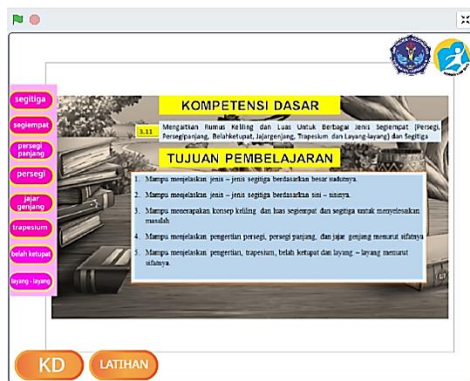 segitiga
segiempat
persegi
panjang
persegi
jajar
genjang
trapesium
belah ketupat
layang - layang
KOMPETENSI DASAR
3.11
Mengaitkan Rumus Keliling dan Luas Untuk Berbagai Jenis Segiempat (Persegi,
Persegipanjang, Belahketupat, Jajargenjang, Trapesium dan Layang-layang) dan Segitiga
TUJUAN PEMBELAJARAN
1. Mampu menjelaskan jenis – jenis segitiga berdasarkan besar sudutnya.
2. Mampu menjelaskan jenis – jenis segitiga berdasarkan sisi – sisinya.
3. Mampu menerapakan konsep keliling dan luas segiempat dan segitiga untuk menyelesaikan
masalah.
4. Mampu menjelaskan pengertian persegi, persegi panjang, dan jajar genjang menurut sifatnya
5. Mampu menjelaskan pengertian, trapesium, belah ketupat dan layang – layang menurut
sifatnya.
KD
LATIHAN